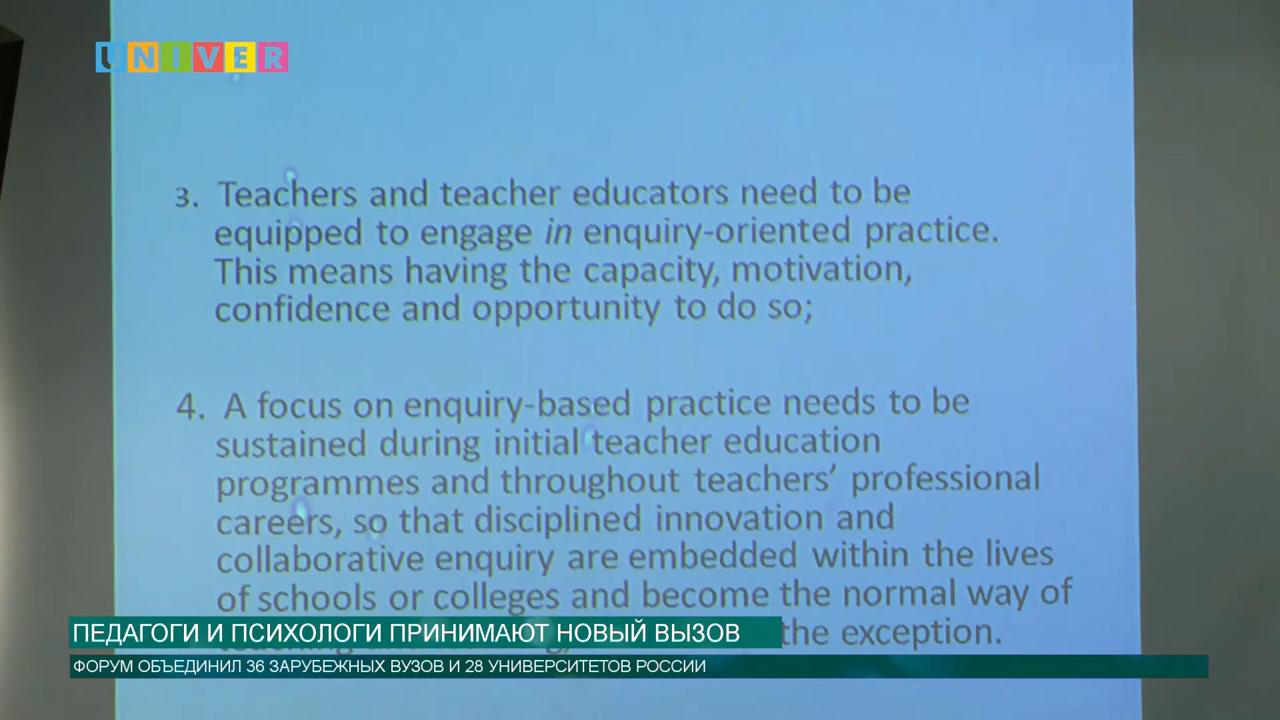 UNIVER
3. Teachers and teacher educators need to be
equipped to engage in enquiry-oriented practice.
This means having the capacity, motivation,
confidence and opportunity to do so;
4. A focus on enquiry-based practice needs to be
sustained during initial teacher education
programmes and throughout teachers’ professional
careers, so that disciplined innovation and
collaborative enquiry are embedded within the lives
of schools or colleges and become the normal way of
the exception.
ПЕДАГОГИ И ПСИХОЛОГИ ПРИНИМАЮТ НОВЫЙ ВЫЗОВ
ФОРУМ ОБЪЕДИНИЛ 36 ЗАРУБЕЖНЫХ ВУЗОВ И 28 УНИВЕРСИТЕТОВ РОССИИ